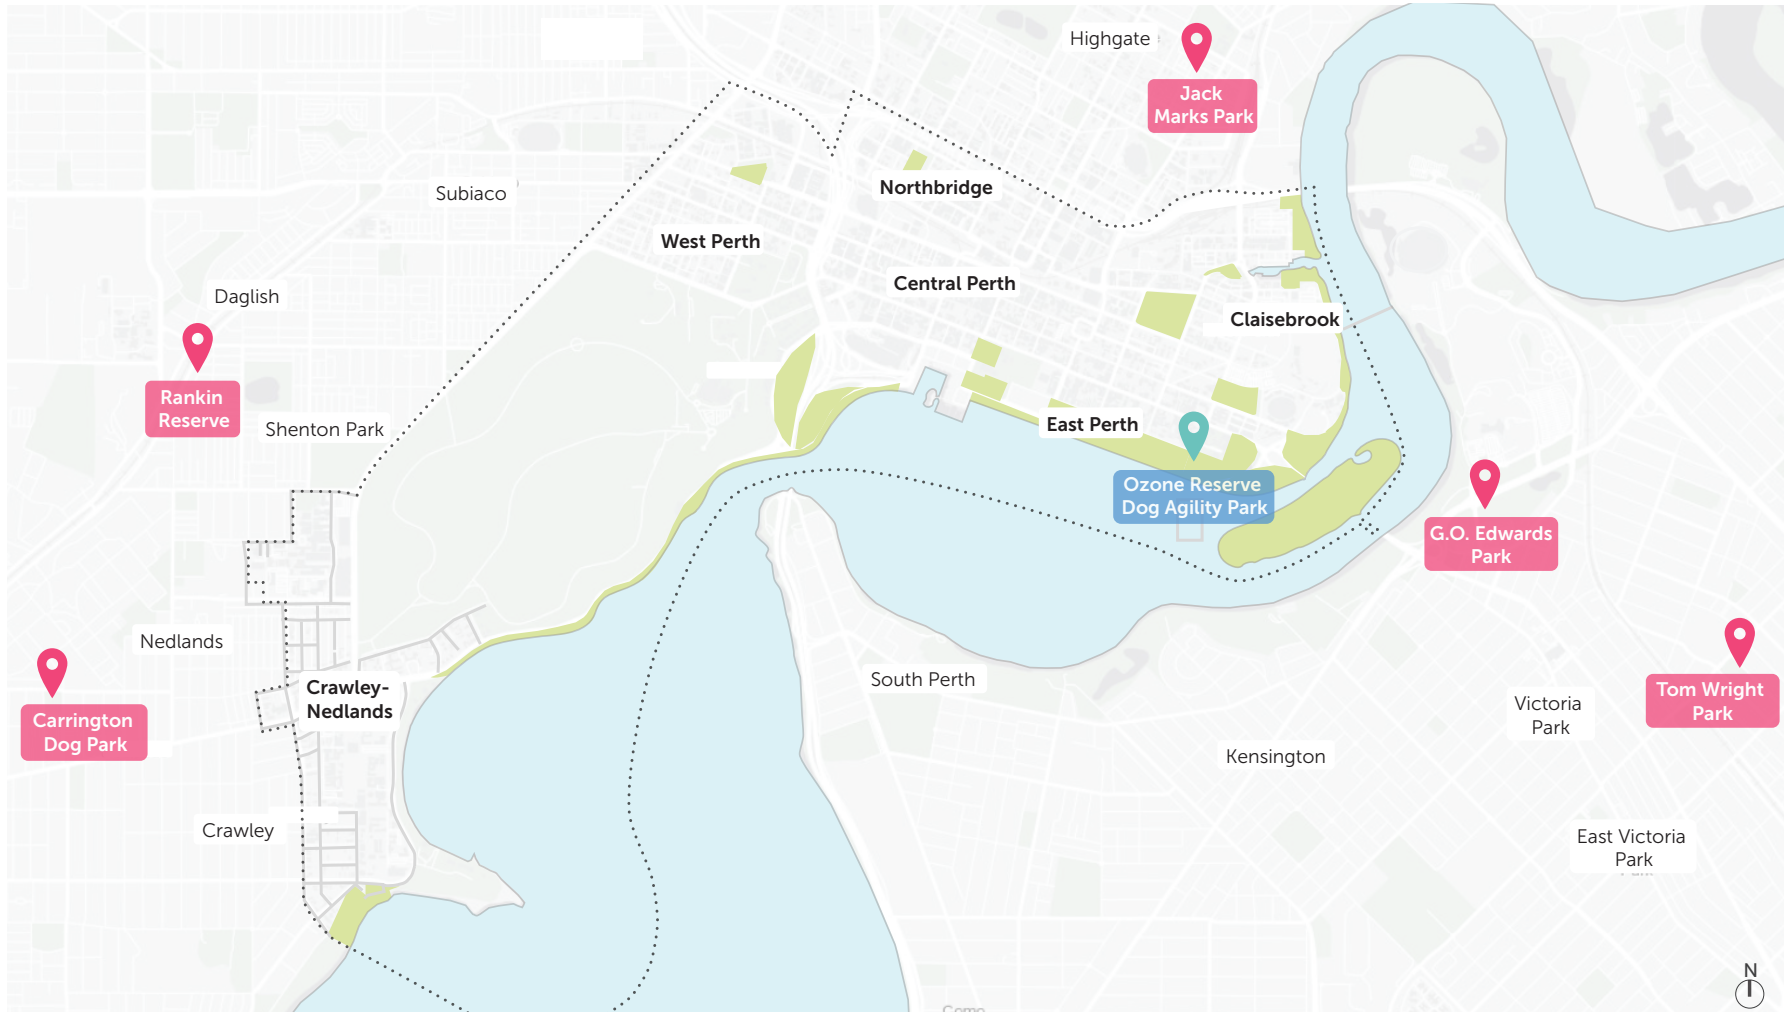 Highgate
Jack
Marks Park
Subiaco
Northbridge
West Perth
Central Perth
Daglish
Claisebrook
Rankin
Reserve
Shenton Park
East Perth
Ozone Reserve
Dog Agility Park
G.O. Edwards
Park
Nedlands
Crawley-
Nedlands
South Perth
Carrington
Dog Park
Tom Wright
Park
Victoria
Park
Kensington
Crawley
East Victoria
Park
N